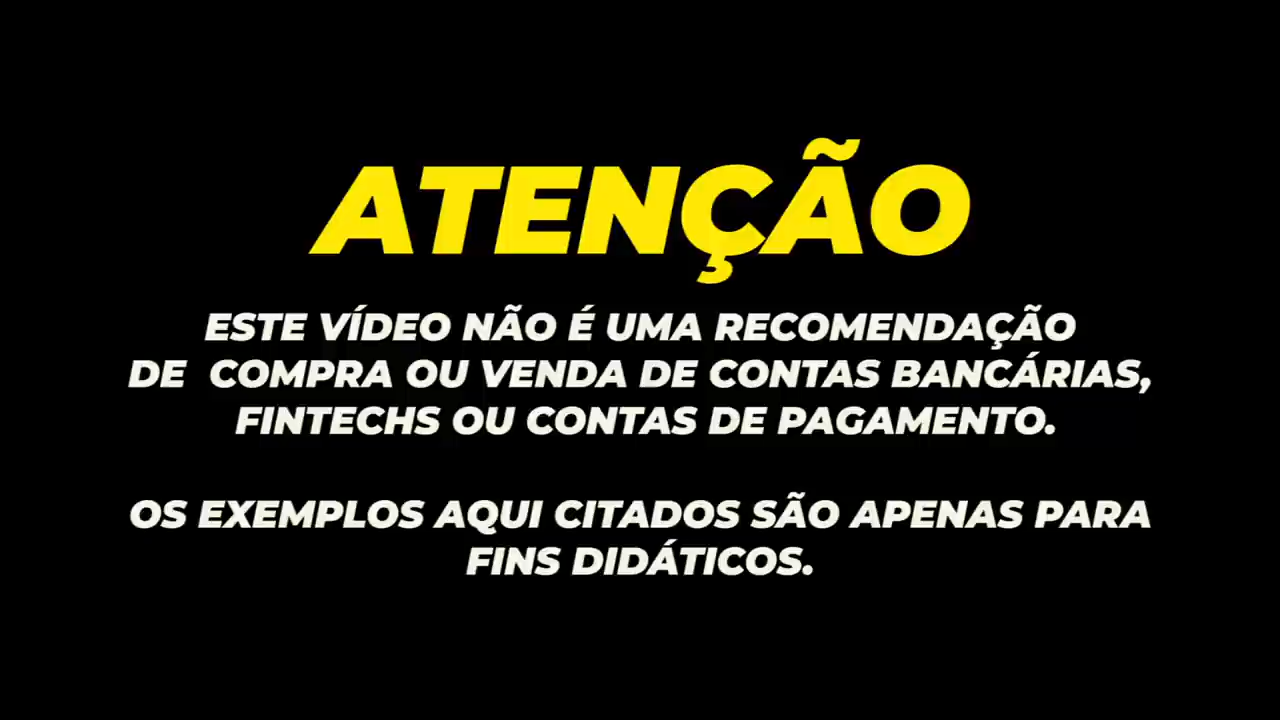 ATENÇÃO
ESTE VÍDEO NÃO É UMA RECOMENDAÇÃO
DE COMPRA OU VENDA DE CONTAS BANCÁRIAS,
FINTECHS OU CONTAS DE PAGAMENTO.
OS EXEMPLOS AQUI CITADOS SÃO APENAS PARA
FINS DIDÁTICOS.